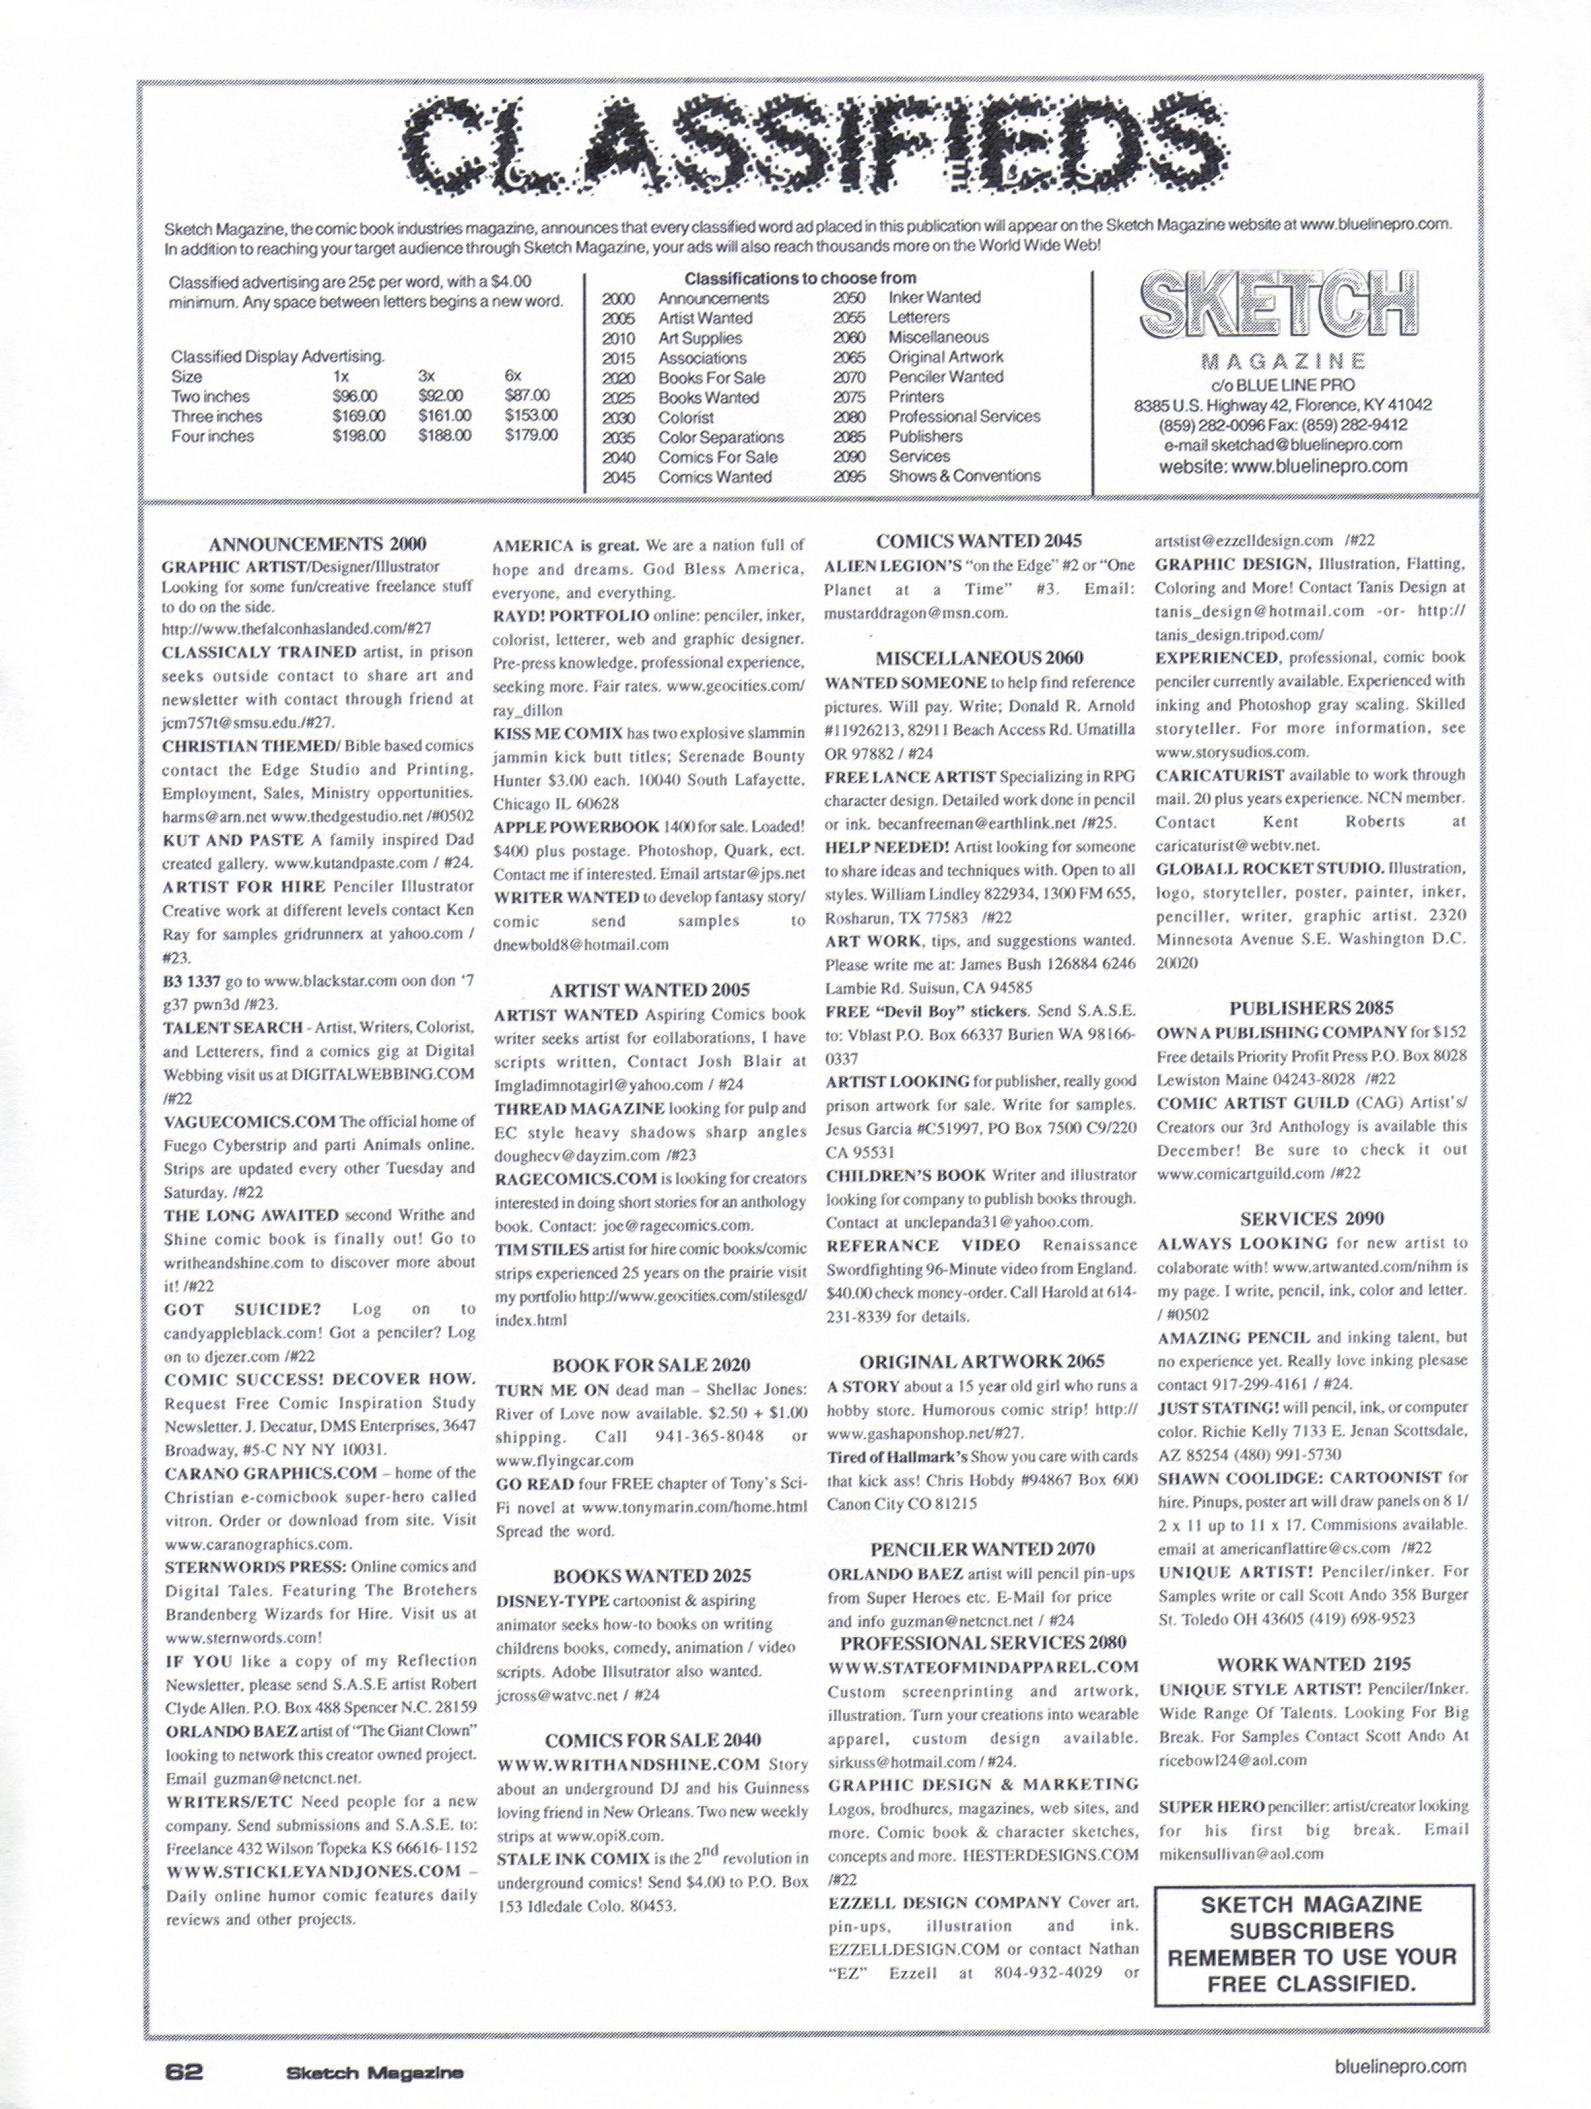 CLASSIFIEDS
Sketch Magazine, the comic book industries magazine, announces that every classified word ad placed in this publication will appear on the Sketch Magazine website at www.bluelinepro.com.
In addition to reaching your target audience through Sketch Magazine, your ads will also reach thousands more on the World Wide Web!
Classified advertising are 25¢ per word, with a $4.00
minimum. Any space between letters begins a new word.
Classified Display Advertising.
Size 1x 3x 6x
Two inches $96.00 $92.00 $87.00
Three inches $169.00 $161.00 $153.00
Four inches $198.00 $188.00 $179.00
Classifications to choose from
2000 Announcements 2050 Inker Wanted
2005 Artist Wanted 2055 Letterers
2010 Art Supplies 2060 Miscellaneous
2015 Associations 2065 Original Artwork
2020 Books For Sale 2070 Penciler Wanted
2025 Books Wanted 2075 Printers
2030 Colorist 2080 Professional Services
2035 Color Separations 2085 Publishers
2040 Comics For Sale 2090 Services
2045 Comics Wanted 2095 Shows & Conventions
SKETCH
MAGAZINE
c/o BLUE LINE PRO
8385 U.S. Highway 42, Florence, KY 41042
(859) 282-0096 Fax: (859) 282-9412
e-mail sketchad@bluelinepro.com
website: www.bluelinepro.com
ANNOUNCEMENTS 2000
GRAPHIC ARTIST/Designer/Illustrator
Looking for some fun/creative freelance stuff
to do on the side.
http://www.thefalconhaslanded.com/#27
CLASSICALY TRAINED artist, in prison
seeks outside contact to share art and
newsletter with contact through friend at
jcm757t@smsu.edu./#27.
CHRISTIAN THEMED/ Bible based comics
contact the Edge Studio and Printing,
Employment, Sales, Ministry opportunities.
harms@arn.net www.thedgestudio.net /#0502
KUT AND PASTE A family inspired Dad
created gallery. www.kutandpaste.com / #24.
ARTIST FOR HIRE Penciler Illustrator
Creative work at different levels contact Ken
Ray for samples gridrunnerx at yahoo.com /
#23.
B3 1337 go to www.blackstar.com oon don '7
g37 pwn3d /#23.
TALENT SEARCH - Artist, Writers, Colorist,
and Letterers, find a comics gig at Digital
Webbing visit us at DIGITALWEBBING.COM
/#22
VAGUECOMICS.COM The official home of
Fuego Cyberstrip and parti Animals online.
Strips are updated every other Tuesday and
Saturday. /#22
THE LONG AWAITED second Writhe and
Shine comic book is finally out! Go to
writheandshine.com to discover more about
it! /#22
GOT SUICIDE? Log on to
candyappleblack.com! Got a penciler? Log
on to djezer.com /#22
COMIC SUCCESS! DECOVER HOW.
Request Free Comic Inspiration Study
Newsletter. J. Decatur, DMS Enterprises, 3647
Broadway, #5-C NY NY 10031.
CARANO GRAPHICS.COM – home of the
Christian e-comicbook super-hero called
vitron. Order or download from site. Visit
www.caranographics.com.
STERNWORDS PRESS: Online comics and
Digital Tales. Featuring The Brotehers
Brandenberg Wizards for Hire. Visit us at
www.sternwords.com!
IF YOU like a copy of my Reflection
Newsletter, please send S.A.S.E artist Robert
Clyde Allen. P.O. Box 488 Spencer N.C. 28159
ORLANDO BAEZ artist of "The Giant Clown"
looking to network this creator owned project.
Email guzman@netcnct.net.
WRITERS/ETC Need people for a new
company. Send submissions and S.A.S.E. to:
Freelance 432 Wilson Topeka KS 66616-1152
WWW.STICKLEYANDJONES.COM –
Daily online humor comic features daily
reviews and other projects.
AMERICA is great. We are a nation full of
hope and dreams. God Bless America,
everyone, and everything.
RAYD! PORTFOLIO online: penciler, inker,
colorist, letterer, web and graphic designer.
Pre-press knowledge, professional experience,
seeking more. Fair rates. www.geocities.com/
ray_dillon
KISS ME COMIX has two explosive slammin
jammin kick butt titles; Serenade Bounty
Hunter $3.00 each. 10040 South Lafayette,
Chicago IL 60628
APPLE POWERBOOK 1400 for sale. Loaded!
$400 plus postage. Photoshop, Quark, ect.
Contact me if interested. Email artstar@jps.net
WRITER WANTED to develop fantasy story/
comic send samples to
dnewbold8@hotmail.com
ARTIST WANTED 2005
ARTIST WANTED Aspiring Comics book
writer seeks artist for eollaborations, I have
scripts written, Contact Josh Blair at
Imgladimnotagirl@yahoo.com / #24
THREAD MAGAZINE looking for pulp and
EC style heavy shadows sharp angles
doughecv@dayzim.com /#23
RAGECOMICS.COM is looking for creators
interested in doing short stories for an anthology
book. Contact: joe@ragecomics.com.
TIM STILES artist for hire comic books/comic
strips experienced 25 years on the prairie visit
my portfolio http://www.geocities.com/stilesgd/
index.html
BOOK FOR SALE 2020
TURN ME ON dead man – Shellac Jones:
River of Love now available. $2.50 + $1.00
shipping. Call 941-365-8048 or
www.flyingcar.com
GO READ four FREE chapter of Tony's Sci-
Fi novel at www.tonymarin.com/home.html
Spread the word.
BOOKS WANTED 2025
DISNEY-TYPE cartoonist & aspiring
animator seeks how-to books on writing
childrens books, comedy, animation / video
scripts. Adobe Illsutrator also wanted.
jcross@watvc.net / #24
COMICS FOR SALE 2040
WWW.WRITHANDSHINE.COM Story
about an underground DJ and his Guinness
loving friend in New Orleans. Two new weekly
strips at www.opi8.com.
STALE INK COMIX is the 2nd revolution in
underground comics! Send $4.00 to P.O. Box
153 Idledale Colo. 80453.
COMICS WANTED 2045
ALIEN LEGION'S "on the Edge" #2 or "One
Planet at a Time" #3. Email:
mustarddragon@msn.com.
MISCELLANEOUS 2060
WANTED SOMEONE to help find reference
pictures. Will pay. Write; Donald R. Arnold
#11926213, 82911 Beach Access Rd. Umatilla
OR 97882 / #24
FREE LANCE ARTIST Specializing in RPG
character design. Detailed work done in pencil
or ink. becanfreeman@earthlink.net /#25.
HELP NEEDED! Artist looking for someone
to share ideas and techniques with. Open to all
styles. William Lindley 822934, 1300 FM 655,
Rosharun, TX 77583 /#22
ART WORK, tips, and suggestions wanted.
Please write me at: James Bush 126884 6246
Lambie Rd. Suisun, CA 94585
FREE "Devil Boy" stickers. Send S.A.S.E.
to: Vblast P.O. Box 66337 Burien WA 98166-
0337
ARTIST LOOKING for publisher, really good
prison artwork for sale. Write for samples.
Jesus Garcia #C51997, PO Box 7500 C9/220
CA 95531
CHILDREN'S BOOK Writer and illustrator
looking for company to publish books through.
Contact at unclepanda31@yahoo.com.
REFERANCE VIDEO Renaissance
Swordfighting 96-Minute video from England.
$40.00 check money-order. Call Harold at 614-
231-8339 for details.
ORIGINAL ARTWORK 2065
A STORY about a 15 year old girl who runs a
hobby store. Humorous comic strip! http://
www.gashaponshop.net/#27.
Tired of Hallmark's Show you care with cards
that kick ass! Chris Hobdy #94867 Box 600
Canon City CO 81215
PENCILER WANTED 2070
ORLANDO BAEZ artist will pencil pin-ups
from Super Heroes etc. E-Mail for price
and info guzman@netcnct.net / #24
PROFESSIONAL SERVICES 2080
WWW.STATEOFMINDAPPAREL.COM
Custom screenprinting and artwork,
illustration. Turn your creations into wearable
apparel, custom design available.
sirkuss@hotmail.com / #24.
GRAPHIC DESIGN & MARKETING
Logos, brodhures, magazines, web sites, and
more. Comic book & character sketches,
concepts and more. HESTERDESIGNS.COM
/#22
EZZELL DESIGN COMPANY Cover art,
pin-ups, illustration and ink.
EZZELLDESIGN.COM or contact Nathan
"EZ" Ezzell at 804-932-4029 or
artstist@ezzelldesign.com /#22
GRAPHIC DESIGN, Illustration, Flatting,
Coloring and More! Contact Tanis Design at
tanis_design@hotmail.com -or- http://
tanis_design.tripod.com/
EXPERIENCED, professional, comic book
penciler currently available. Experienced with
inking and Photoshop gray scaling. Skilled
storyteller. For more information, see
www.storysudios.com.
CARICATURIST available to work through
mail. 20 plus years experience. NCN member.
Contact Kent Roberts at
caricaturist@webtv.net.
GLOBALL ROCKET STUDIO. Illustration,
logo, storyteller, poster, painter, inker,
penciller, writer, graphic artist. 2320
Minnesota Avenue S.E. Washington D.C.
20020
PUBLISHERS 2085
OWN A PUBLISHING COMPANY for $152
Free details Priority Profit Press P.O. Box 8028
Lewiston Maine 04243-8028 /#22
COMIC ARTIST GUILD (CAG) Artist's/
Creators our 3rd Anthology is available this
December! Be sure to check it out
www.comicartguild.com /#22
SERVICES 2090
ALWAYS LOOKING for new artist to
colaborate with! www.artwanted.com/nihm is
my page. I write, pencil, ink, color and letter.
/ #0502
AMAZING PENCIL and inking talent, but
no experience yet. Really love inking plesase
contact 917-299-4161 / #24.
JUST STATING! will pencil, ink, or computer
color. Richie Kelly 7133 E. Jenan Scottsdale,
AZ 85254 (480) 991-5730
SHAWN COOLIDGE: CARTOONIST for
hire. Pinups, poster art will draw panels on 8 1/
2 x 11 up to 11 x 17. Commisions available.
email at americanflattire@cs.com /#22
UNIQUE ARTIST! Penciler/inker. For
Samples write or call Scott Ando 358 Burger
St. Toledo OH 43605 (419) 698-9523
WORK WANTED 2195
UNIQUE STYLE ARTIST! Penciler/Inker.
Wide Range Of Talents. Looking For Big
Break. For Samples Contact Scott Ando At
ricebowl24@aol.com
SUPER HERO penciller: artist/creator looking
for his first big break. Email
mikensullivan@aol.com
SKETCH MAGAZINE
SUBSCRIBERS
REMEMBER TO USE YOUR
FREE CLASSIFIED.
62 Sketch Magazine
bluelinepro.com